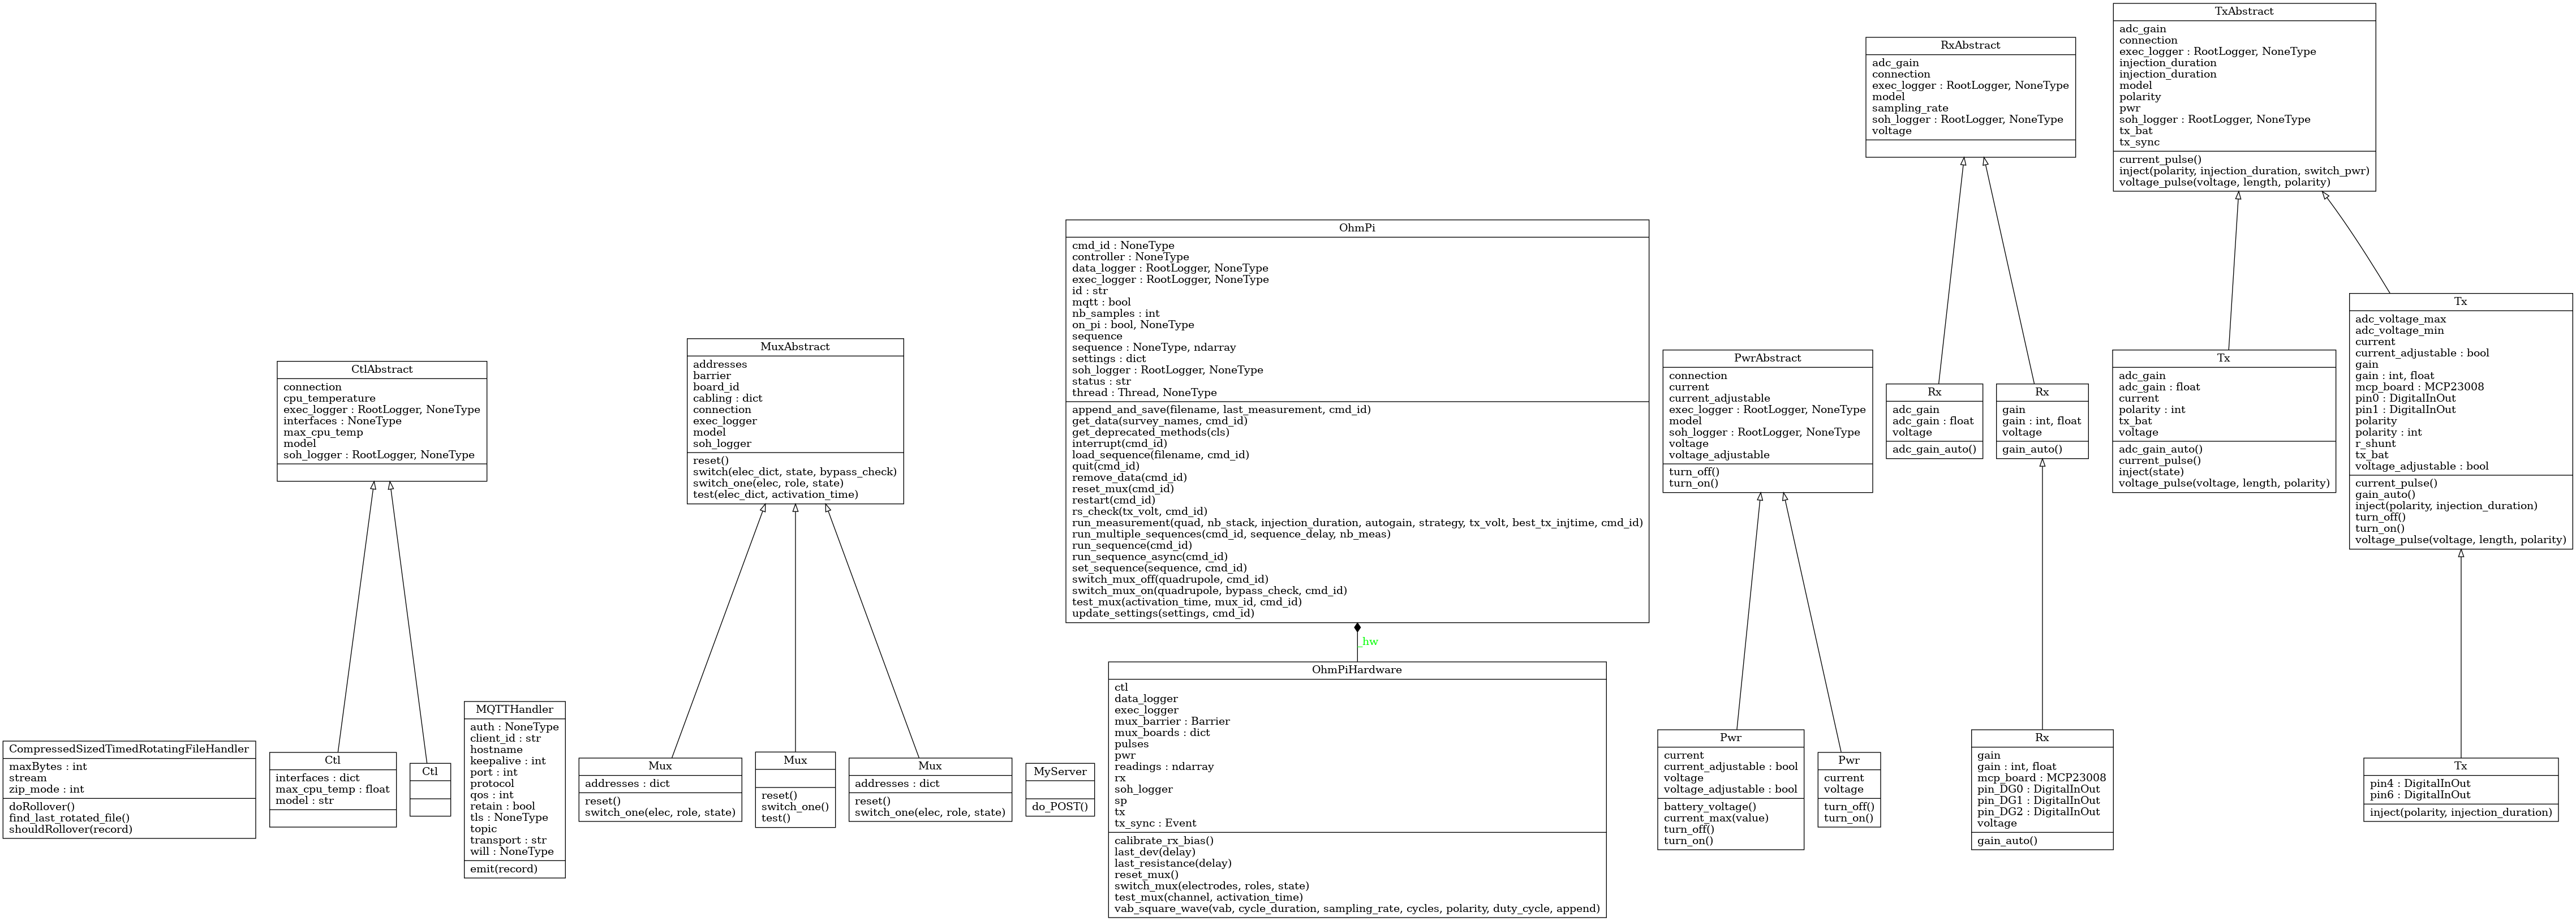 TxAbstract
adc_gain
connection
exec_logger : RootLogger, NoneType
injection_duration
injection_duration
model
polarity
pwr
soh_logger : RootLogger, NoneType
tx_bat
tx_sync
current_pulse()
inject(polarity, injection_duration, switch_pwr)
voltage_pulse(voltage, length, polarity)
RxAbstract
adc_gain
connection
exec_logger : RootLogger, NoneType
model
sampling_rate
soh_logger : RootLogger, NoneType
voltage
OhmPi
cmd_id : NoneType
controller : NoneType
data_logger : RootLogger, NoneType
exec_logger : RootLogger, NoneType
id : str
mqtt : bool
nb_samples : int
on_pi : bool, NoneType
sequence
sequence : NoneType, ndarray
settings : dict
soh_logger : RootLogger, NoneType
status : str
thread : Thread, NoneType
append_and_save(filename, last_measurement, cmd_id)
get_data(survey_names, cmd_id)
get_deprecated_methods(cls)
interrupt(cmd_id)
load_sequence(filename, cmd_id)
quit(cmd_id)
remove_data(cmd_id)
reset_mux(cmd_id)
restart(cmd_id)
rs_check(tx_volt, cmd_id)
run_measurement(quad, nb_stack, injection_duration, autogain, strategy, tx_volt, best_tx_injtime, cmd_id)
run_multiple_sequences(cmd_id, sequence_delay, nb_meas)
run_sequence(cmd_id)
run_sequence_async(cmd_id)
set_sequence(sequence, cmd_id)
switch_mux_off(quadrupole, cmd_id)
switch_mux_on(quadrupole, bypass_check, cmd_id)
test_mux(activation_time, mux_id, cmd_id)
update_settings(settings, cmd_id)
CtlAbstract
connection
cpu_temperature
exec_logger : RootLogger, NoneType
interfaces : NoneType
max_cpu_temp
model
soh_logger : RootLogger, NoneType
MuxAbstract
addresses
barrier
board_id
cabling : dict
connection
exec_logger
model
soh_logger
reset()
switch(elec_dict, state, bypass_check)
switch_one(elec, role, state)
test(elec_dict, activation_time)
PwrAbstract
connection
current
current_adjustable
exec_logger : RootLogger, NoneType
model
soh_logger : RootLogger, NoneType
voltage
voltage_adjustable
turn_off()
turn_on()
Rx
adc_gain
adc_gain : float
voltage
adc_gain_auto()
Rx
gain
gain : int, float
voltage
gain_auto()
Tx
adc_gain
adc_gain : float
current
polarity : int
tx_bat
voltage
adc_gain_auto()
current_pulse()
inject(state)
voltage_pulse(voltage, length, polarity)
Tx
adc_voltage_max
adc_voltage_min
current
current_adjustable : bool
gain
gain : int, float
mcp_board : MCP23008
pin0 : DigitalInOut
pin1 : DigitalInOut
polarity
polarity : int
r_shunt
tx_bat
voltage_adjustable : bool
current_pulse()
gain_auto()
inject(polarity, injection_duration)
turn_off()
turn_on()
voltage_pulse(voltage, length, polarity)
_hw
CompressedSizedTimedRotatingFileHandler
maxBytes : int
stream
zip_mode : int
doRollover()
find_last_rotated_file()
shouldRollover(record)
Ctl
interfaces : dict
max_cpu_temp : float
model : str
Ctl
MQTTHandler
auth : NoneType
client_id : str
hostname
keepalive : int
port : int
protocol
qos : int
retain : bool
tls : NoneType
topic
transport : str
will : NoneType
emit(record)
Mux
addresses : dict
reset()
switch_one(elec, role, state)
Mux
reset()
switch_one()
test()
Mux
addresses : dict
reset()
switch_one(elec, role, state)
MyServer
do_POST()
OhmPiHardware
ctl
data_logger
exec_logger
mux_barrier : Barrier
mux_boards : dict
pulses
pwr
readings : ndarray
rx
soh_logger
sp
tx
tx_sync : Event
calibrate_rx_bias()
last_dev(delay)
last_resistance(delay)
reset_mux()
switch_mux(electrodes, roles, state)
test_mux(channel, activation_time)
vab_square_wave(vab, cycle_duration, sampling_rate, cycles, polarity, duty_cycle, append)
Pwr
current
current_adjustable : bool
voltage
voltage_adjustable : bool
battery_voltage()
current_max(value)
turn_off()
turn_on()
Pwr
current
voltage
turn_off()
turn_on()
Rx
gain
gain : int, float
mcp_board : MCP23008
pin_DG0 : DigitalInOut
pin_DG1 : DigitalInOut
pin_DG2 : DigitalInOut
voltage
gain_auto()
Tx
pin4 : DigitalInOut
pin6 : DigitalInOut
inject(polarity, injection_duration)